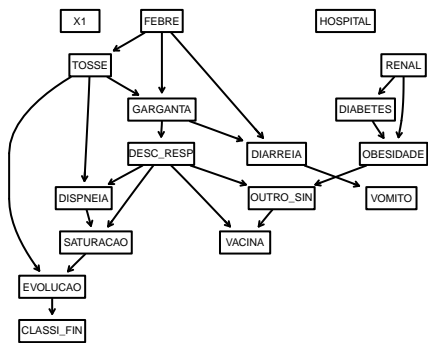 X1
FEBRE
HOSPITAL
TOSSE
RENAL
GARGANTA
DIABETES
DESC_RESP
DIARREIA
OBESIDADE
DISPNEIA
OUTRO_SIN
VOMITO
SATURACAO
VACINA
EVOLUCAO
CLASSI_FIN